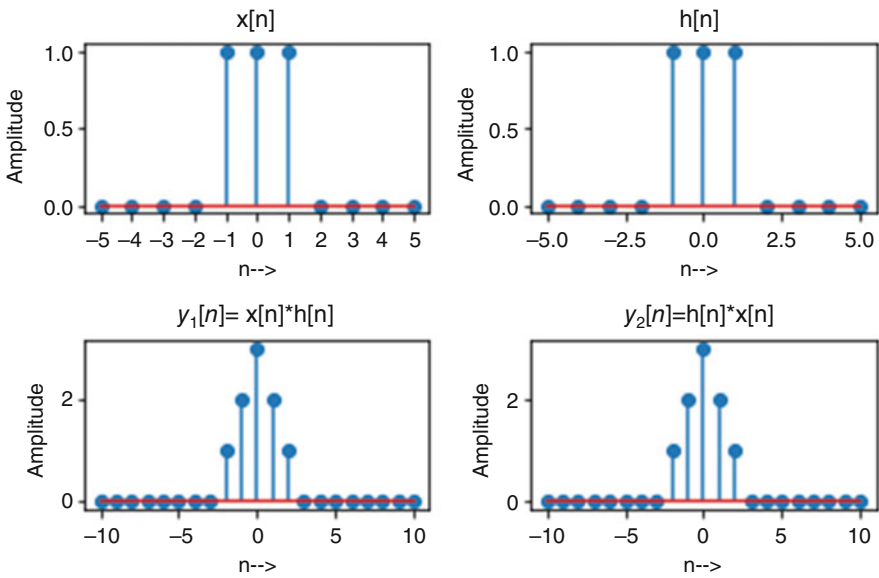 x[n]
1.0
0.5
0.0
Amplitude
–5 –4 –3 –2 –1 0 1 2 3 4 5
n-->
h[n]
1.0
0.5
0.0
Amplitude
–5.0 –2.5 0.0 2.5 5.0
n-->
y₁[n]= x[n]*h[n]
2
0
Amplitude
–10 –5 0 5 10
n-->
y₂[n]=h[n]*x[n]
2
0
Amplitude
–10 –5 0 5 10
n-->